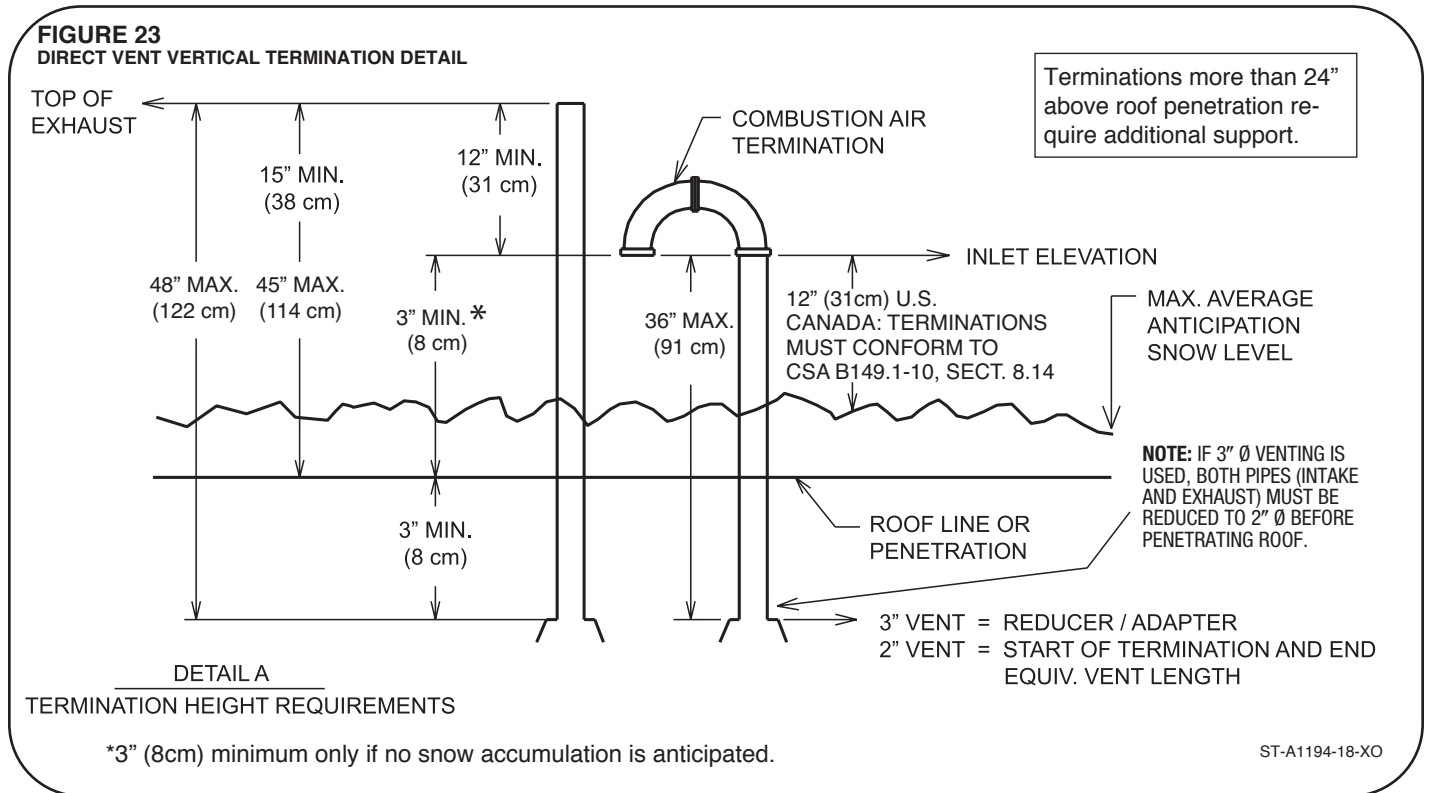 FIGURE 23
DIRECT VENT VERTICAL TERMINATION DETAIL
Terminations more than 24”
above roof penetration re-
quire additional support.
TOP OF
EXHAUST
COMBUSTION AIR
TERMINATION
12” MIN.
(31 cm)
15” MIN.
(38 cm)
INLET ELEVATION
48” MAX.
(122 cm)
45” MAX.
(114 cm)
3” MIN. *
(8 cm)
36” MAX.
(91 cm)
12” (31cm) U.S.
CANADA: TERMINATIONS
MUST CONFORM TO
CSA B149.1-10, SECT. 8.14
MAX. AVERAGE
ANTICIPATION
SNOW LEVEL
NOTE: IF 3″ Ø VENTING IS
USED, BOTH PIPES (INTAKE
AND EXHAUST) MUST BE
REDUCED TO 2″ Ø BEFORE
PENETRATING ROOF.
3” MIN.
(8 cm)
ROOF LINE OR
PENETRATION
3” VENT = REDUCER / ADAPTER
2” VENT = START OF TERMINATION AND END
EQUIV. VENT LENGTH
DETAIL A
TERMINATION HEIGHT REQUIREMENTS
*3” (8cm) minimum only if no snow accumulation is anticipated.
ST-A1194-18-XO